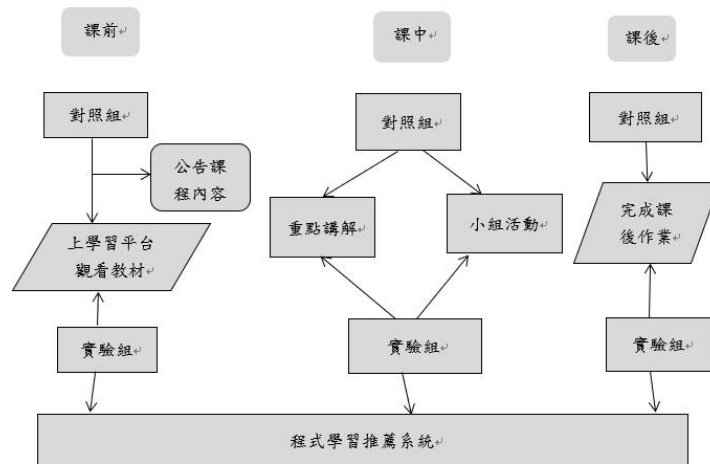 課前
課中
課後
對照組
對照組
對照組
公告課
程內容
上學習平台
觀看教材
重點講解
小組活動
完成課
後作業
實驗組
實驗組
實驗組
程式學習推薦系統